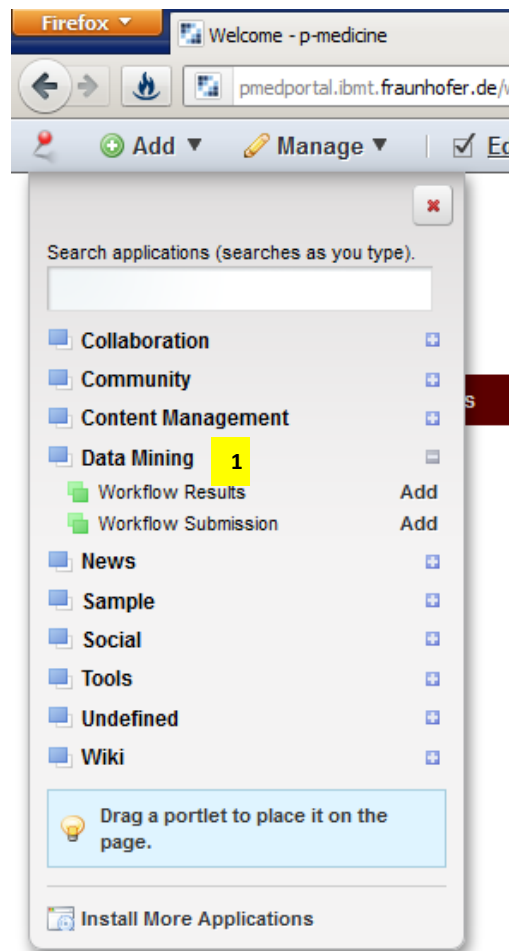 Firefox ▼
Welcome - p-medicine
pmedportal.ibmt.fraunhofer.de/
Add ▼ Manage ▼
Search applications (searches as you type).
Collaboration
Community
Content Management
Data Mining 1
Workflow Results Add
Workflow Submission Add
News
Sample
Social
Tools
Undefined
Wiki
Drag a portlet to place it on the
page.
Install More Applications